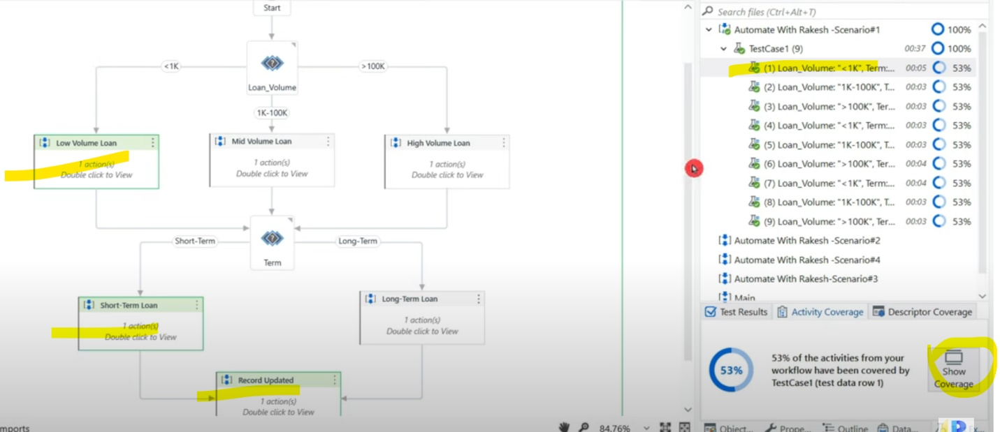 Start
<1K
>100K
Loan_Volume
1K-100K
Low Volume Loan
1 action(s)
Double click to View
Mid Volume Loan
1 action(s)
Double click to View
High Volume Loan
1 action(s)
Double click to View
Short-Term
Long-Term
Term
Short-Term Loan
1 action(s)
Double click to View
Long-Term Loan
1 action(s)
Double click to View
Record Updated
1 action(s)
Double click to View
mports
84.76%
Search files (Ctrl+Alt+T)
Automate With Rakesh -Scenario#1 100%
TestCase1 (9) 00:37 100%
(1) Loan_Volume: "<1K", Term:... 00:05 53%
(2) Loan_Volume: "1K-100K", T... 00:03 53%
(3) Loan_Volume: ">100K", Ter... 00:03 53%
(4) Loan_Volume: "<1K", Term:... 00:03 53%
(5) Loan_Volume: "1K-100K", T... 00:03 53%
(6) Loan_Volume: ">100K", Ter... 00:04 53%
(7) Loan_Volume: "<1K", Term:... 00:04 53%
(8) Loan_Volume: "1K-100K", T... 00:03 53%
(9) Loan_Volume: ">100K", Ter... 00:03 53%
Automate With Rakesh -Scenario#2
Automate With Rakesh -Scenario#4
Automate With Rakesh-Scenario#3
Main
Test Results Activity Coverage Descriptor Coverage
53%
53% of the activities from your
workflow have been covered by
TestCase1 (test data row 1)
Show
Coverage
Object... Prope... Outline Data...